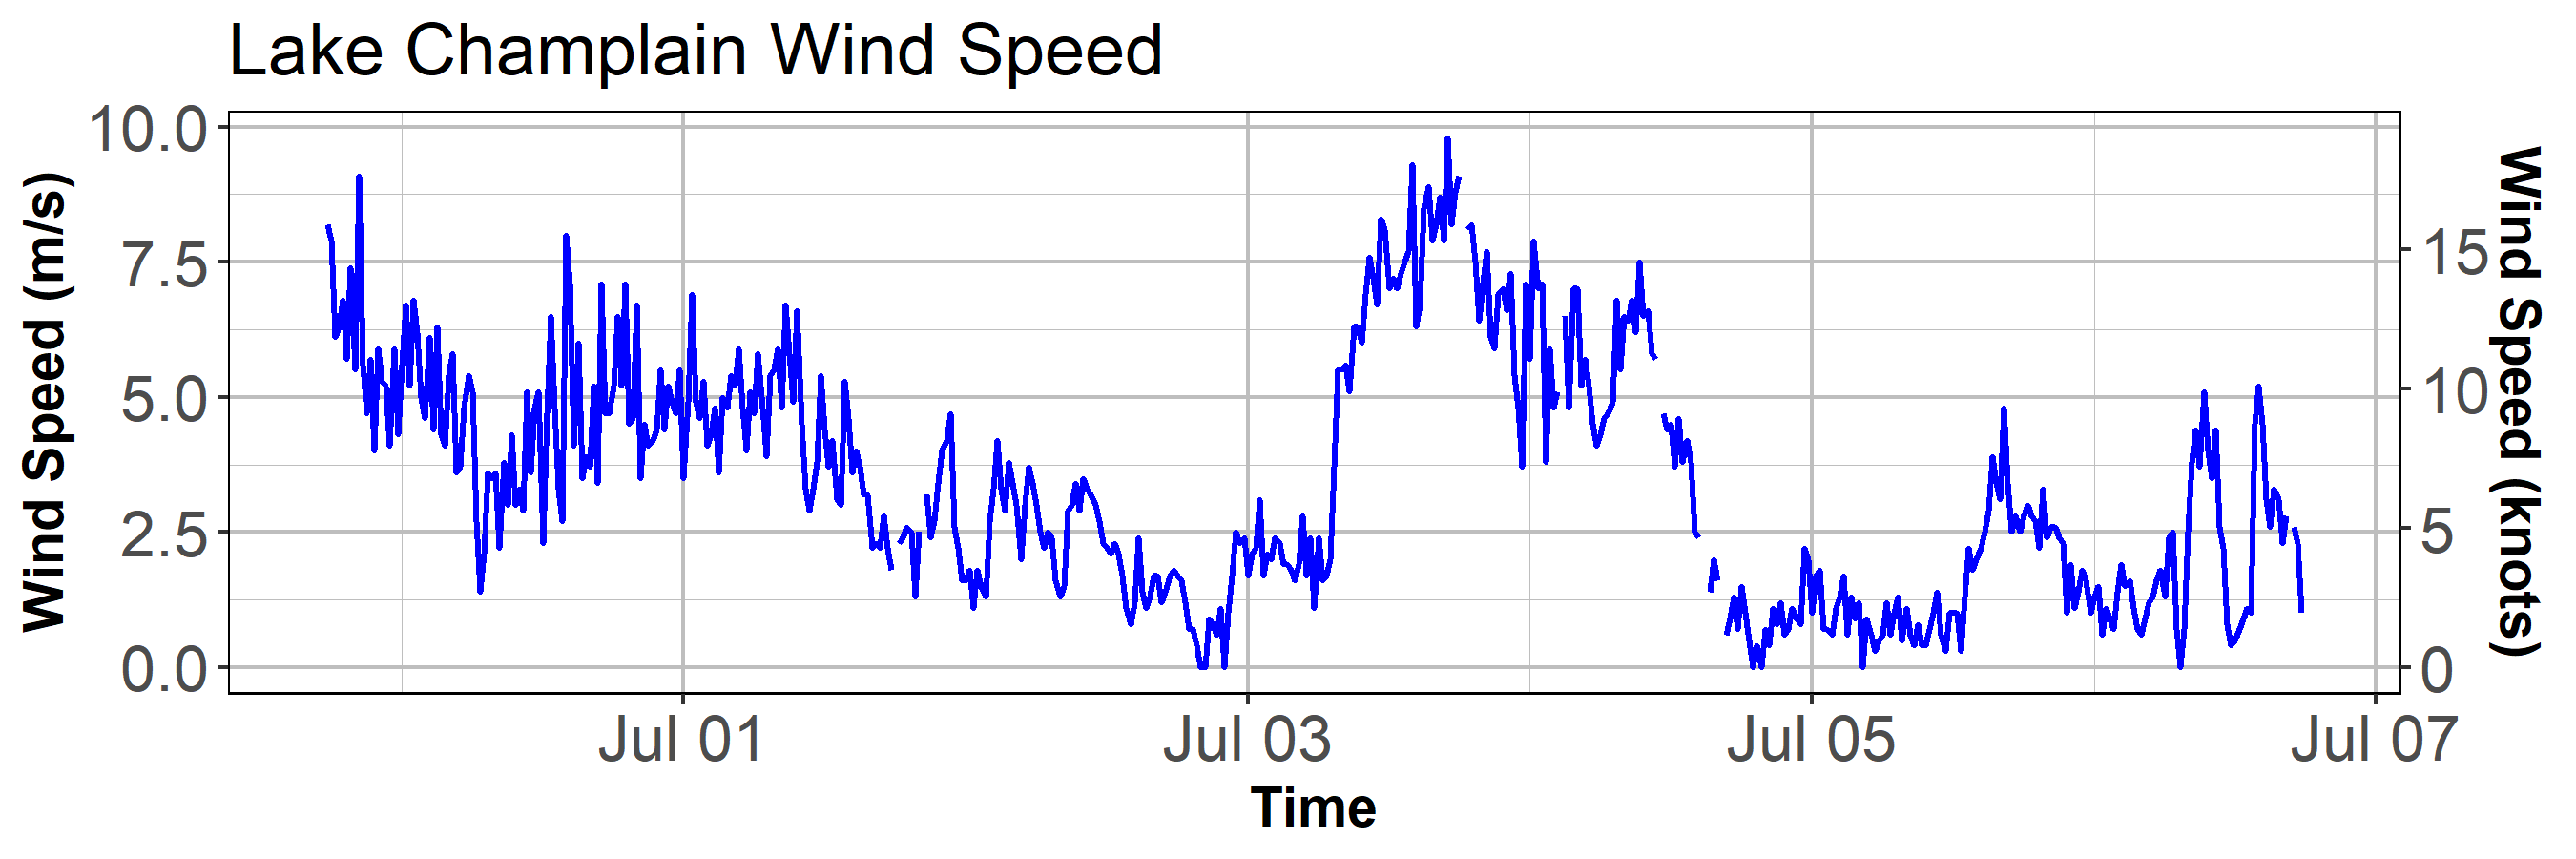 Lake Champlain Wind Speed
Wind Speed (m/s)
10.0
7.5
5.0
2.5
0.0
Wind Speed (knots)
15
10
5
0
Jul 01
Jul 03
Jul 05
Jul 07
Time